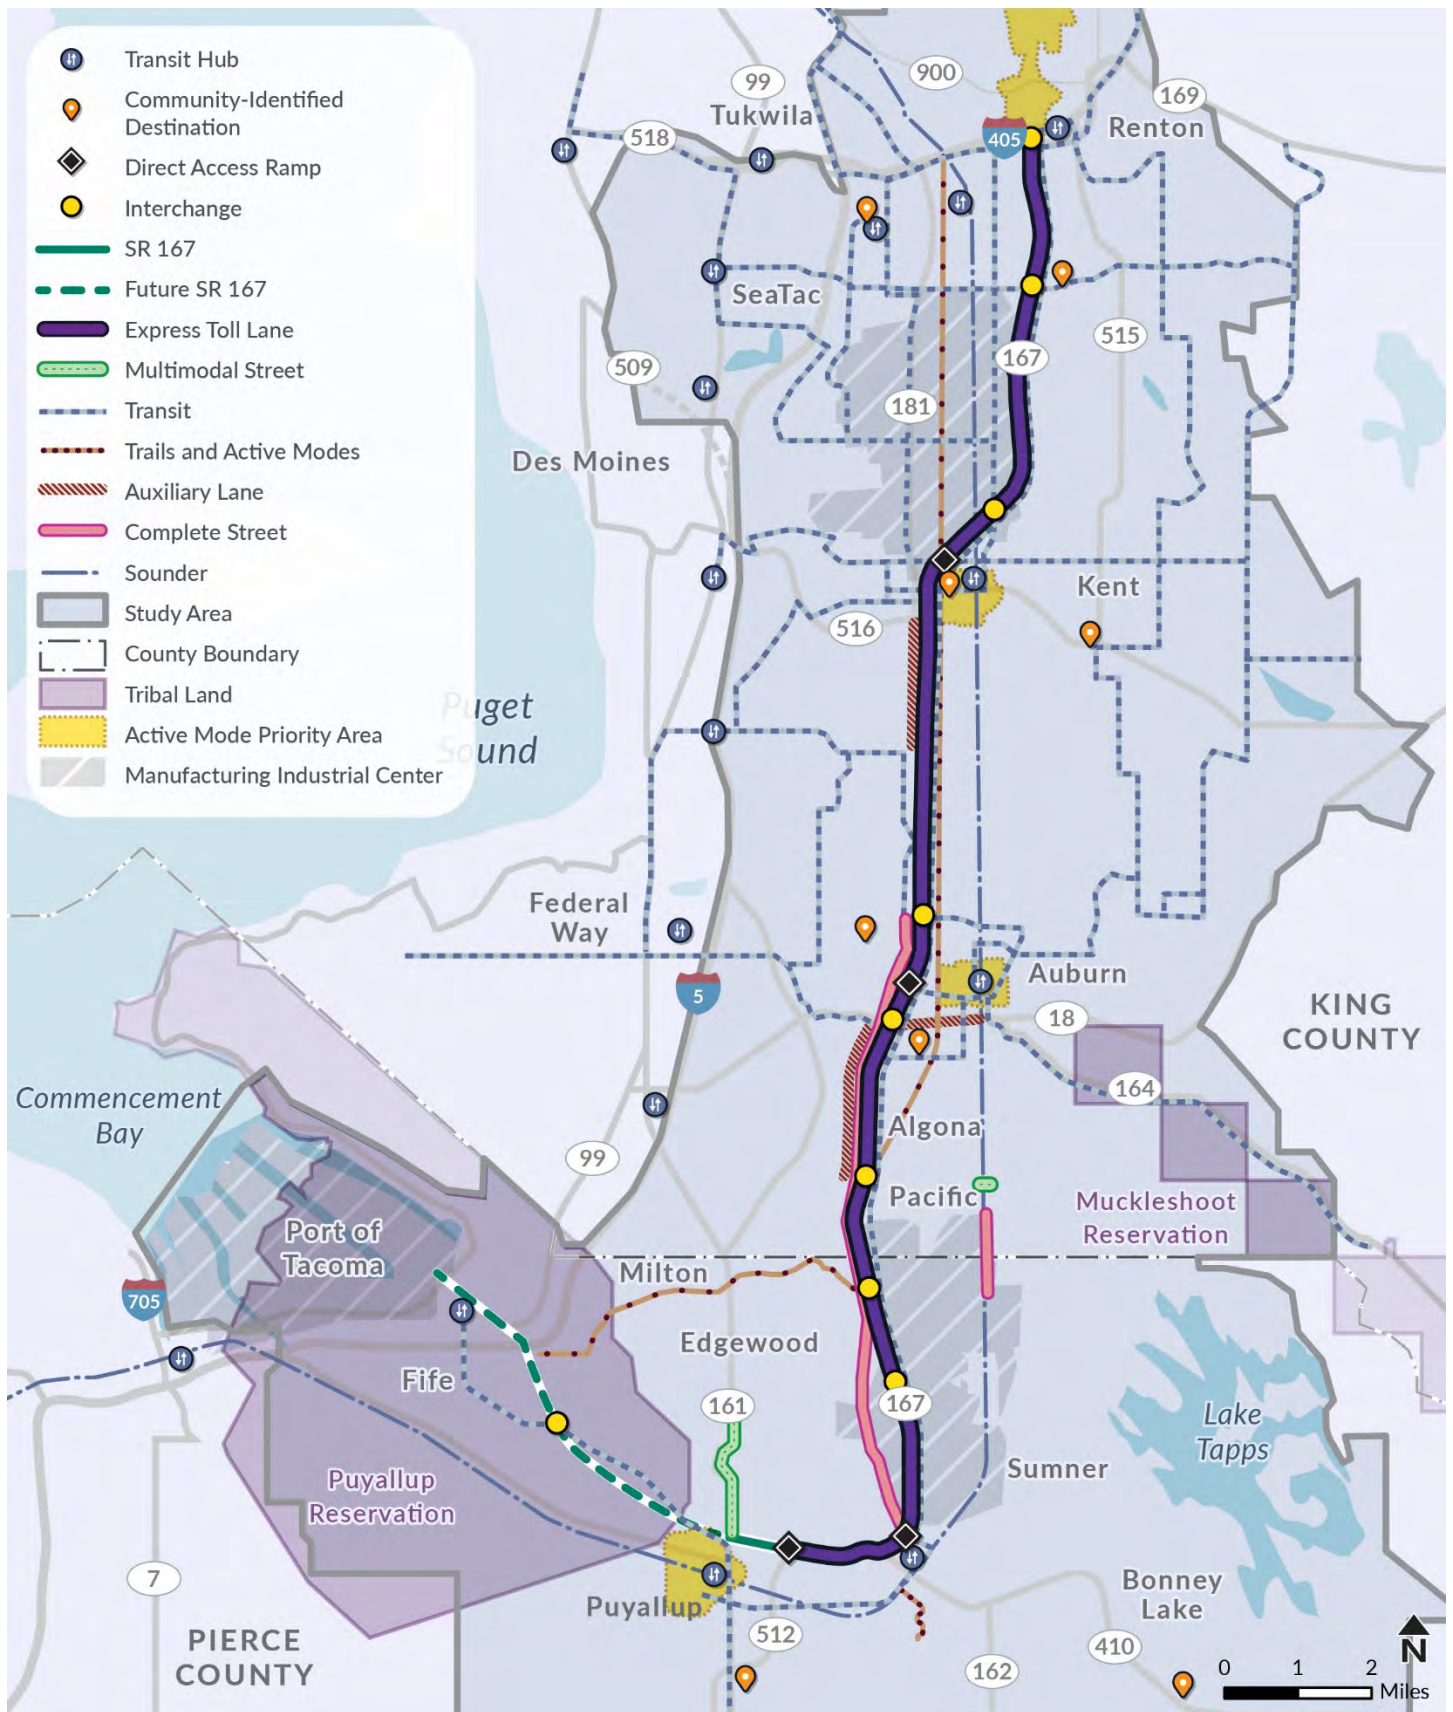 Transit Hub
Community-Identified
Destination
Direct Access Ramp
Interchange
SR 167
Future SR 167
Express Toll Lane
Multimodal Street
Transit
Trails and Active Modes
Auxiliary Lane
Complete Street
Sounder
Study Area
County Boundary
Tribal Land
Active Mode Priority Area
Manufacturing Industrial Center
900
99
169
Tukwila
Renton
518
405
SeaTac
515
167
509
181
Des Moines
Kent
516
Puget
Sound
Federal
Way
Auburn
5
KING
COUNTY
18
164
Commencement
Bay
Algona
99
Pacific
Muckleshoot
Reservation
Port of
Tacoma
Milton
705
Edgewood
Fife
161
167
Lake
Tapps
Sumner
Puyallup
Reservation
7
Bonney
Lake
Puyallup
512
410
PIERCE
COUNTY
162
N
0 1 2
Miles